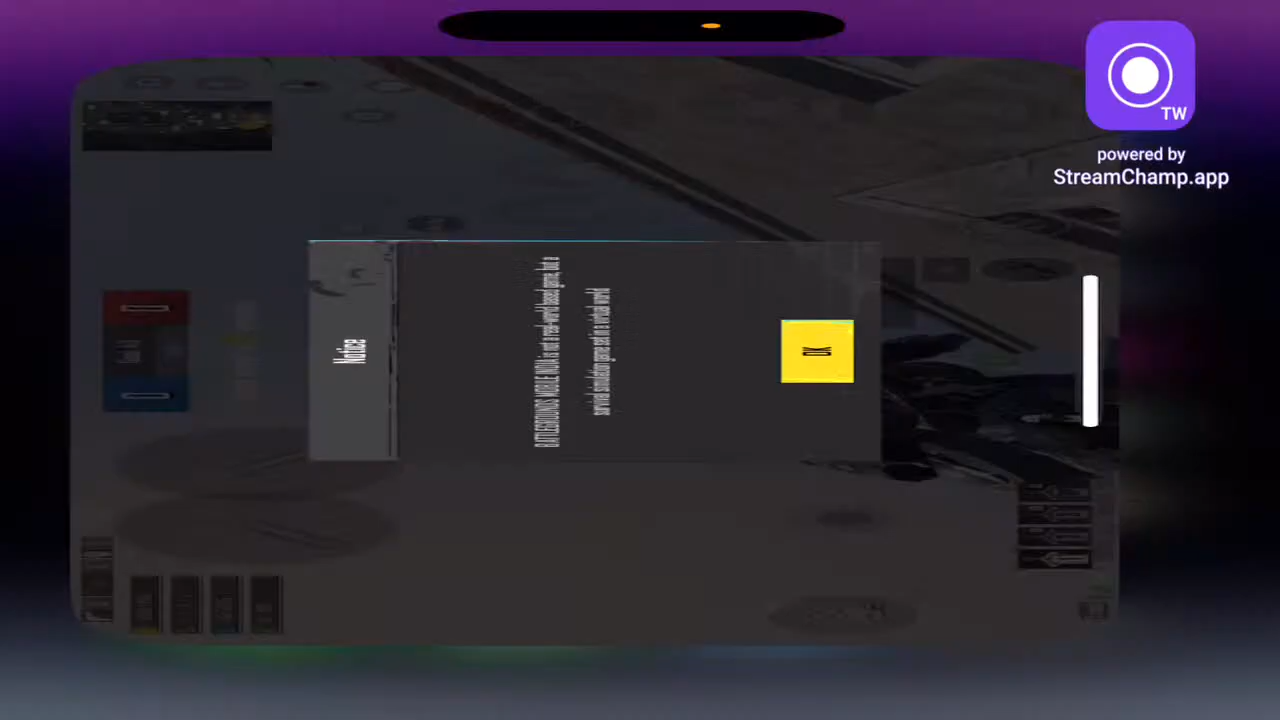 TW
powered by
StreamChamp.app
Notice
BATTLEGROUNDS MOBILE INDIA is not a real-world based game, but a
survival simulation game set in a virtual world
OK